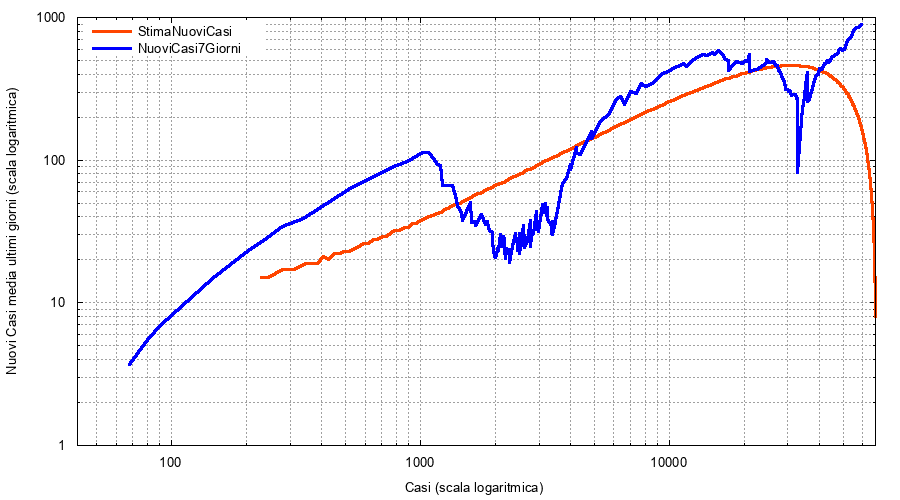 1000
StimaNuoviCasi
NuoviCasi7Giorni
100
10
1
Nuovi Casi media ultimi giorni (scala logaritmica)
100
1000
10000
Casi (scala logaritmica)